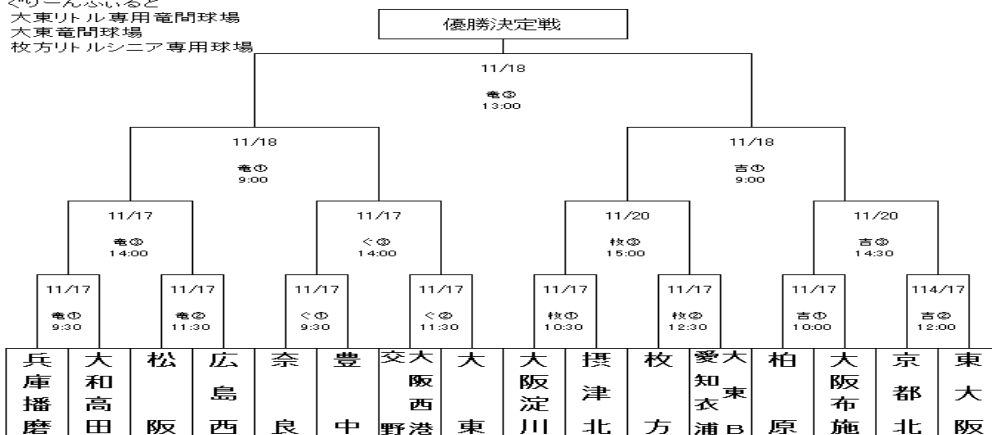 ぐりーんふぃるど
大東リトル専用竜間球場
大東竜間球場
枚方リトルシニア専用球場
優勝決定戦
11/18
竜③
13:00
11/18
竜①
9:00
11/18
吉①
9:00
11/17
竜③
14:00
11/17
ぐ③
14:00
11/20
枚③
15:00
11/20
吉③
14:30
11/17
竜①
9:30
11/17
竜②
11:30
11/17
ぐ①
9:30
11/17
ぐ②
11:30
11/17
枚①
10:30
11/17
枚②
12:30
11/17
吉①
10:00
114/17
吉②
12:00
兵庫播磨
大和高田
松阪
広島西
奈良
豊中
交野
大阪西港
大東
大阪淀川
摂津北
枚方
愛知衣浦
大東B
柏原
大阪布施
京都北
東大阪